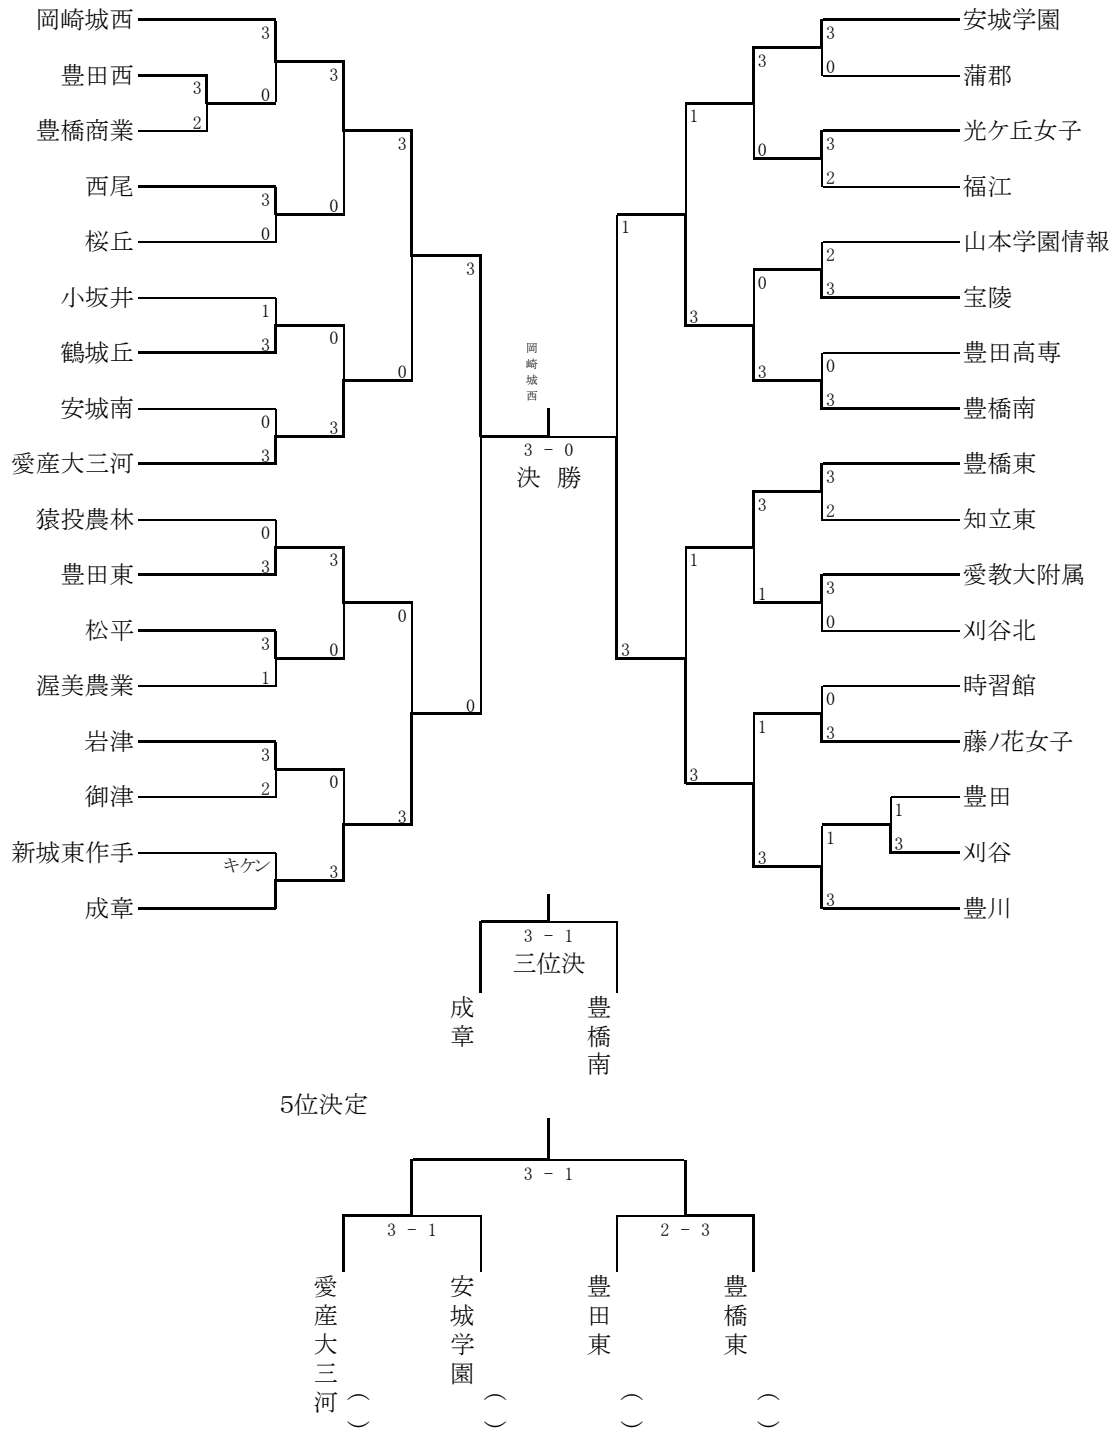 岡崎城西
3
豊田西
3
0
豊橋商業
2
3
西尾
3
0
桜丘
0
3
小坂井
1
鶴城丘
3
0
0
安城南
0
愛産大三河
3
3
3
猿投農林
0
豊田東
3
3
松平
3
0
渥美農業
1
0
岩津
3
御津
2
0
新城東作手
キケン
成章
3
3
0
安城学園
3
蒲郡
0
3
光ケ丘女子
3
福江
2
0
1
山本学園情報
2
宝陵
3
0
豊田高専
0
豊橋南
3
3
3
1
豊橋東
3
知立東
2
3
愛教大附属
3
刈谷北
0
1
1
時習館
0
藤ノ花女子
3
1
豊田
1
刈谷
3
1
豊川
3
3
3
3
岡崎城西
3 - 0
決 勝
3 - 1
三位決
成章
豊橋南
5位決定
3 - 1
3 - 1
2 - 3
愛産大三河
安城学園
豊田東
豊橋東
( )
( )
( )
( )